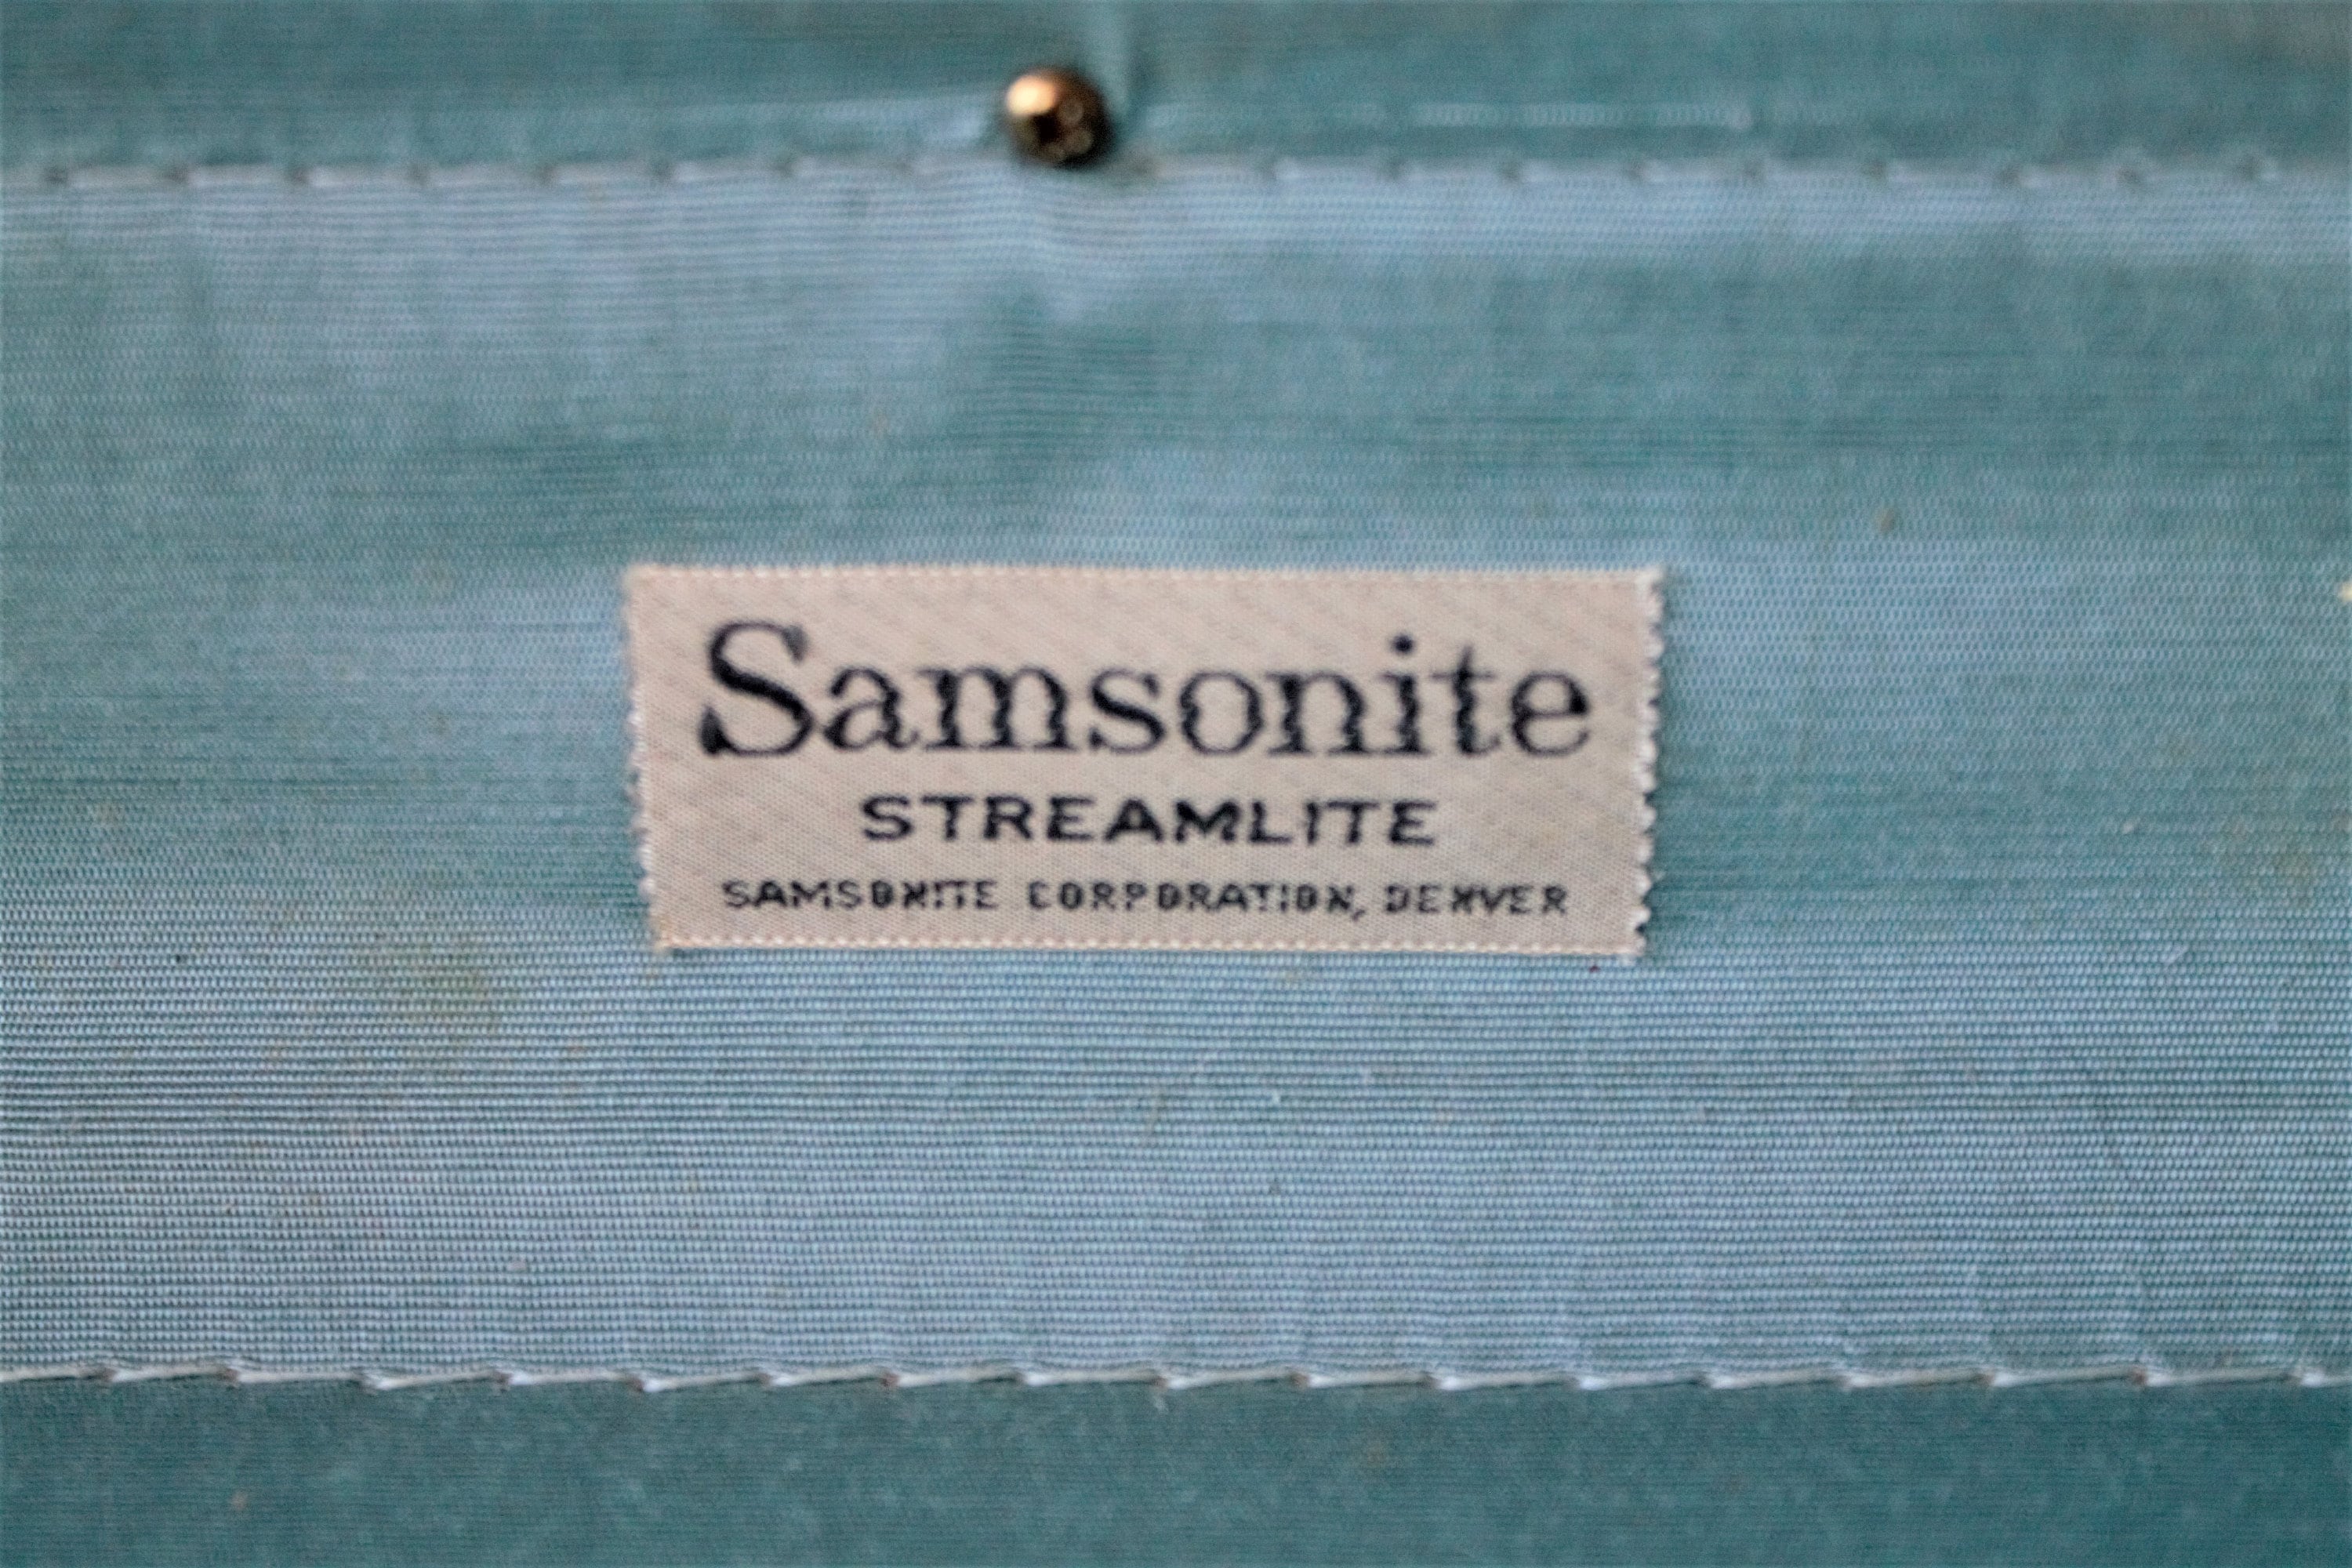 Samsonite
STREAMLITE
SAMSONITE CORPORATION, DENVER